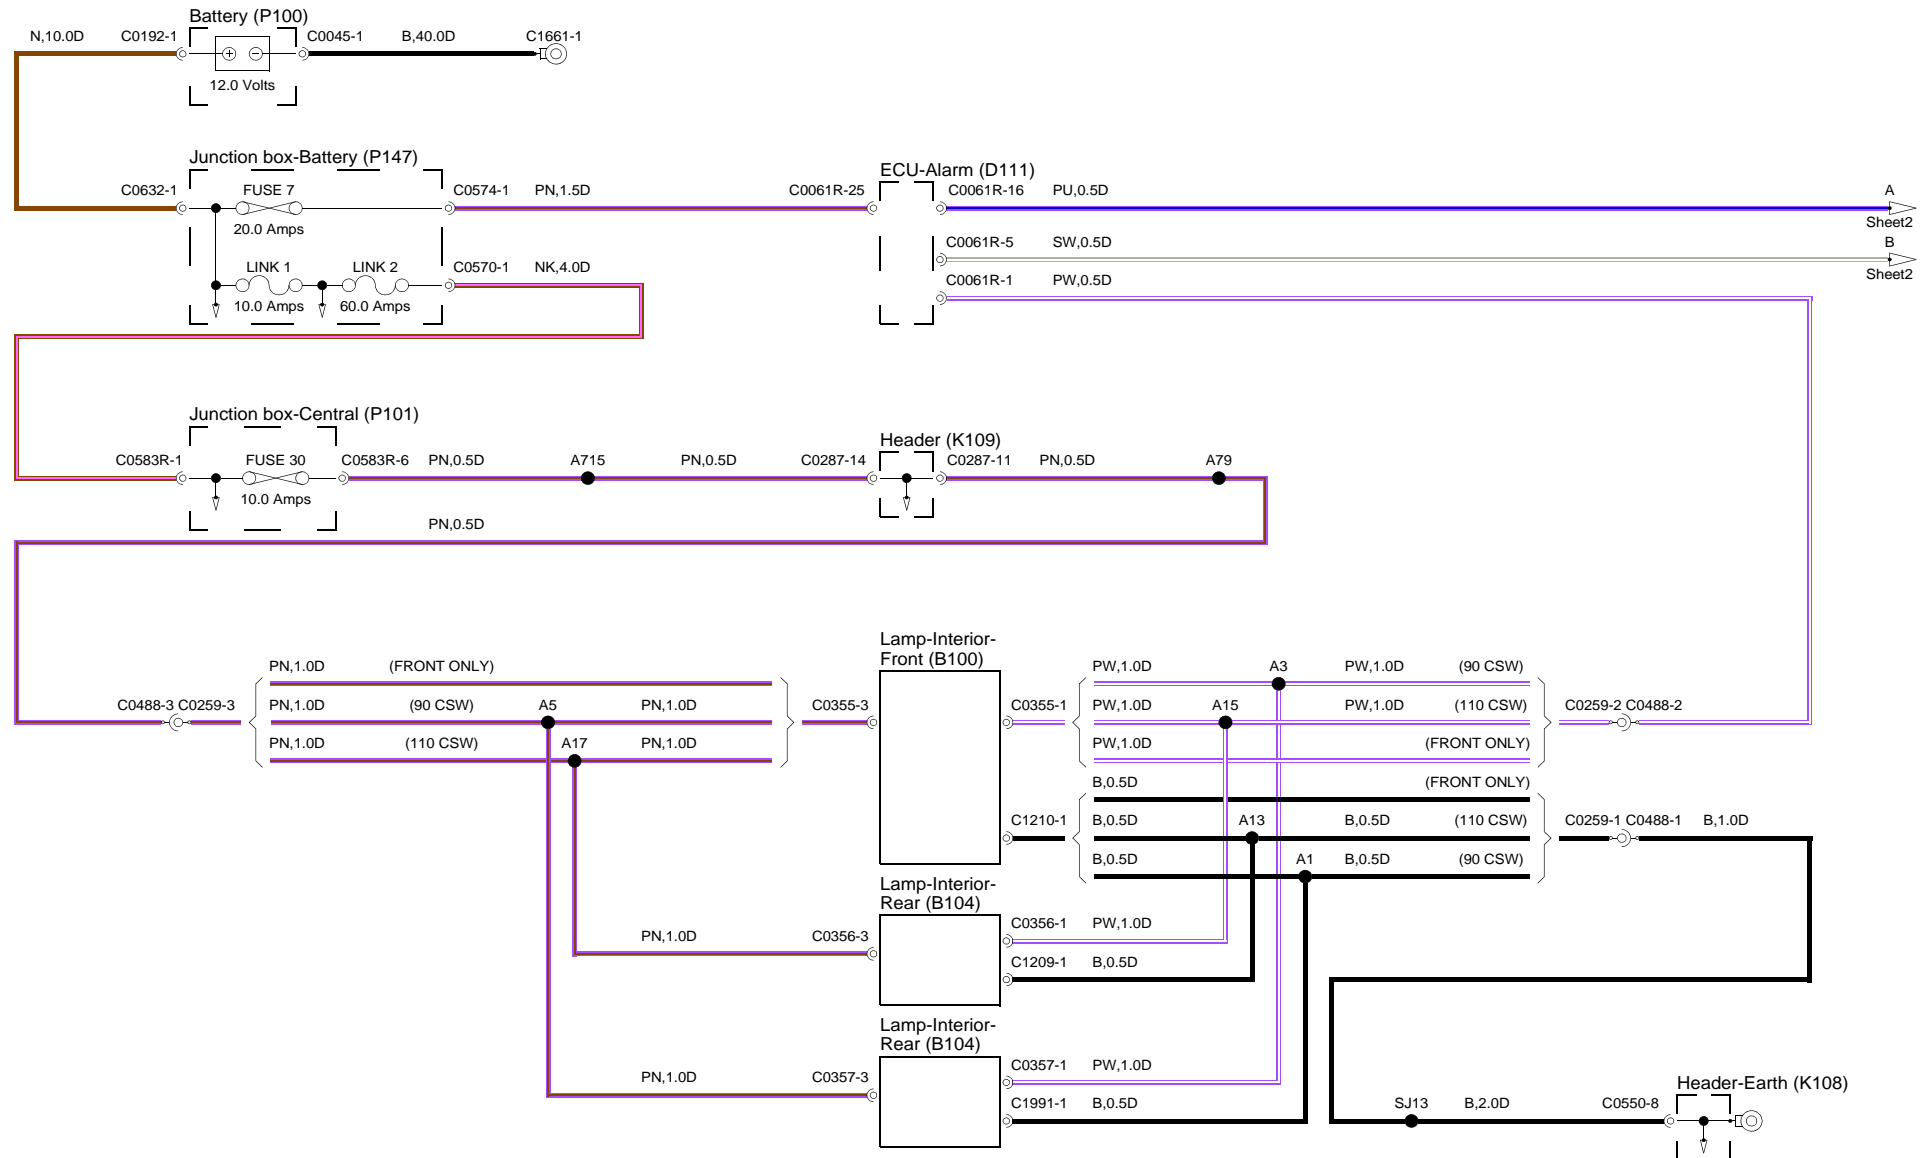 Battery (P100)
N,10.0D
C0192-1
C0045-1
B,40.0D
C1661-1
12.0 Volts
Junction box-Battery (P147)
ECU-Alarm (D111)
C0632-1
FUSE 7
C0574-1
PN,1.5D
C0061R-25
C0061R-16
PU,0.5D
A
20.0 Amps
Sheet2
C0061R-5
SW,0.5D
B
LINK 1
LINK 2
C0570-1
NK,4.0D
Sheet2
C0061R-1
PW,0.5D
10.0 Amps
60.0 Amps
Junction box-Central (P101)
Header (K109)
C0583R-1
FUSE 30
C0583R-6
PN,0.5D
A715
PN,0.5D
C0287-14
C0287-11
PN,0.5D
A79
10.0 Amps
PN,0.5D
Lamp-Interior-
Front (B100)
PN,1.0D
(FRONT ONLY)
PW,1.0D
A3
PW,1.0D
(90 CSW)
C0488-3
C0259-3
PN,1.0D
(90 CSW)
A5
PN,1.0D
C0355-3
C0355-1
PW,1.0D
A15
PW,1.0D
(110 CSW)
C0259-2
C0488-2
PN,1.0D
(110 CSW)
A17
PN,1.0D
PW,1.0D
(FRONT ONLY)
B,0.5D
(FRONT ONLY)
C1210-1
B,0.5D
A13
B,0.5D
(110 CSW)
C0259-1
C0488-1
B,1.0D
B,0.5D
A1
B,0.5D
(90 CSW)
Lamp-Interior-
Rear (B104)
PN,1.0D
C0356-3
C0356-1
PW,1.0D
C1209-1
B,0.5D
Lamp-Interior-
Rear (B104)
PN,1.0D
C0357-3
C0357-1
PW,1.0D
C1991-1
B,0.5D
Header-Earth (K108)
SJ13
B,2.0D
C0550-8